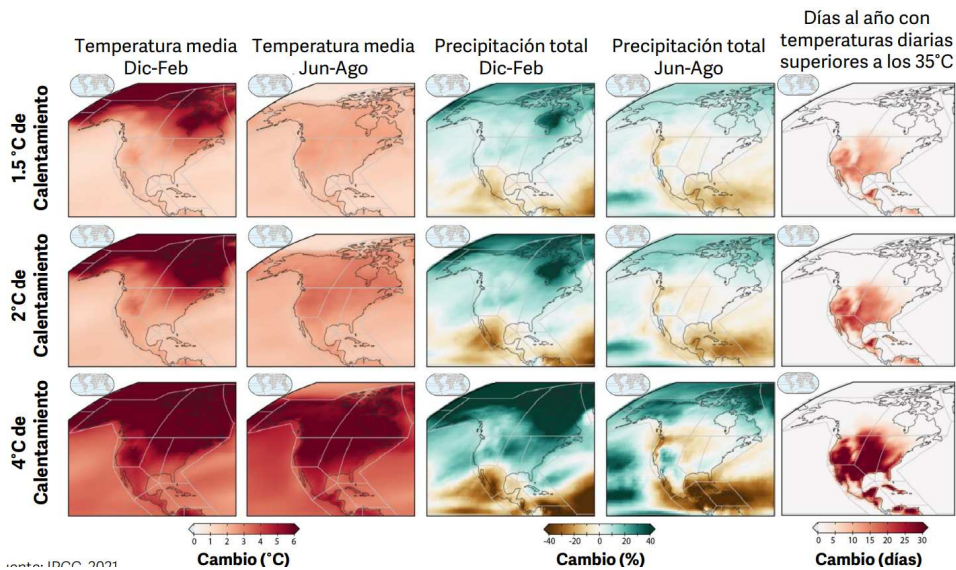 Temperatura media
Dic-Feb
Temperatura media
Jun-Ago
Precipitación total
Dic-Feb
Precipitación total
Jun-Ago
Días al año con
temperaturas diarias
superiores a los 35°C
1.5 °C de
Calentamiento
2°C de
Calentamiento
4°C de
Calentamiento
0 1 2 3 4 5 6
Cambio (°C)
-40 -20 0 20 40
Cambio (%)
0 5 10 15 20 25 30
Cambio (días)
IPCC, 2021